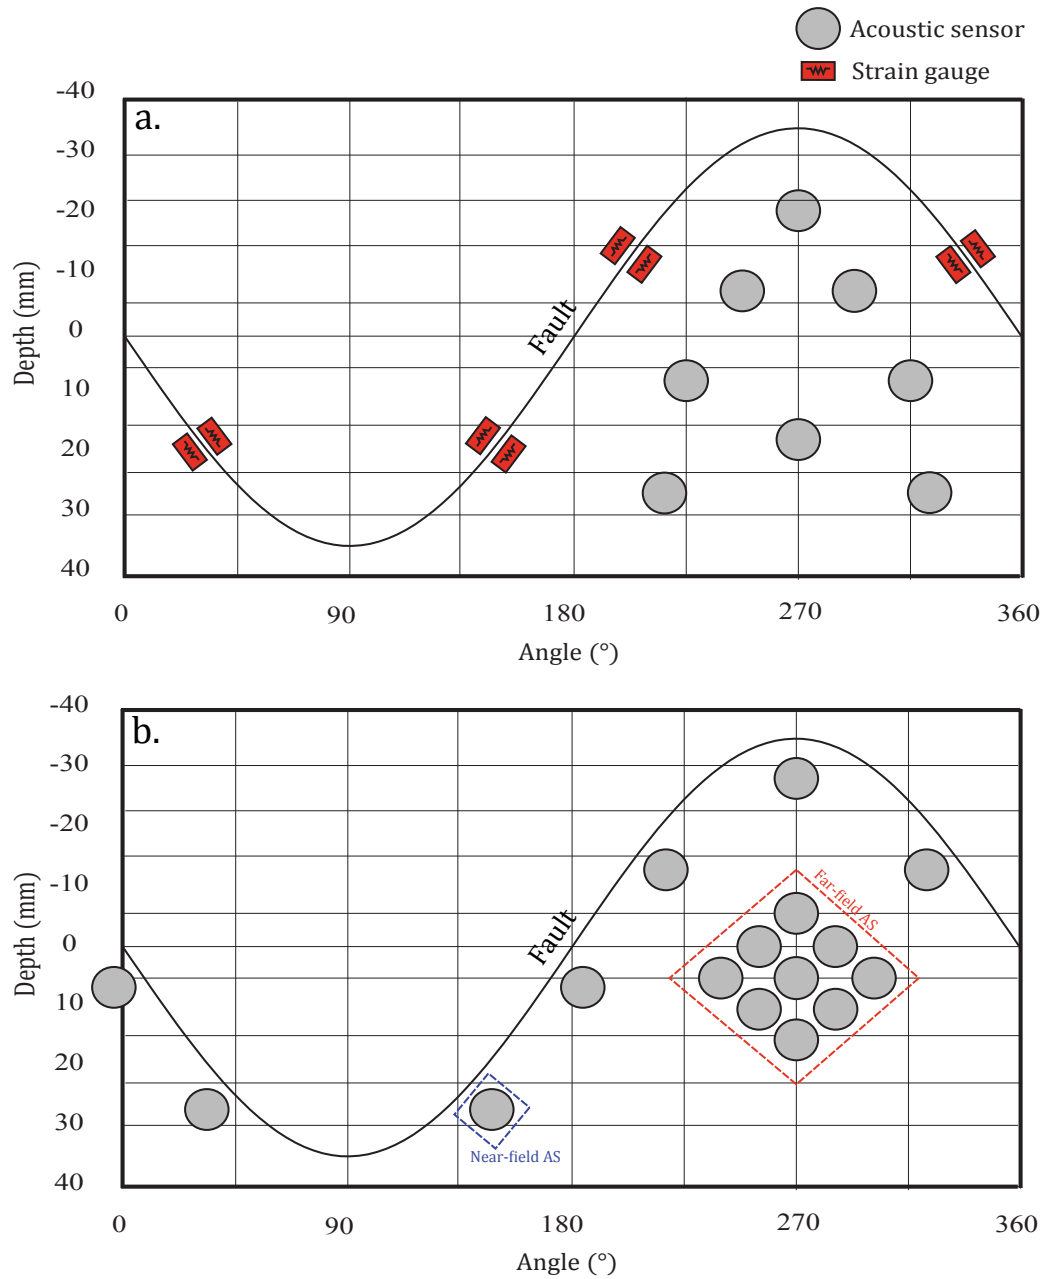 Acoustic sensor
Strain gauge
a.
-40
-30
-20
-10
0
10
20
30
40
Depth (mm)
Fault
0 90 180 270 360
Angle (°)
b.
-40
-30
-20
-10
0
10
20
30
40
Depth (mm)
Fault
Far-field AS
Near-field AS
0 90 180 270 360
Angle (°)